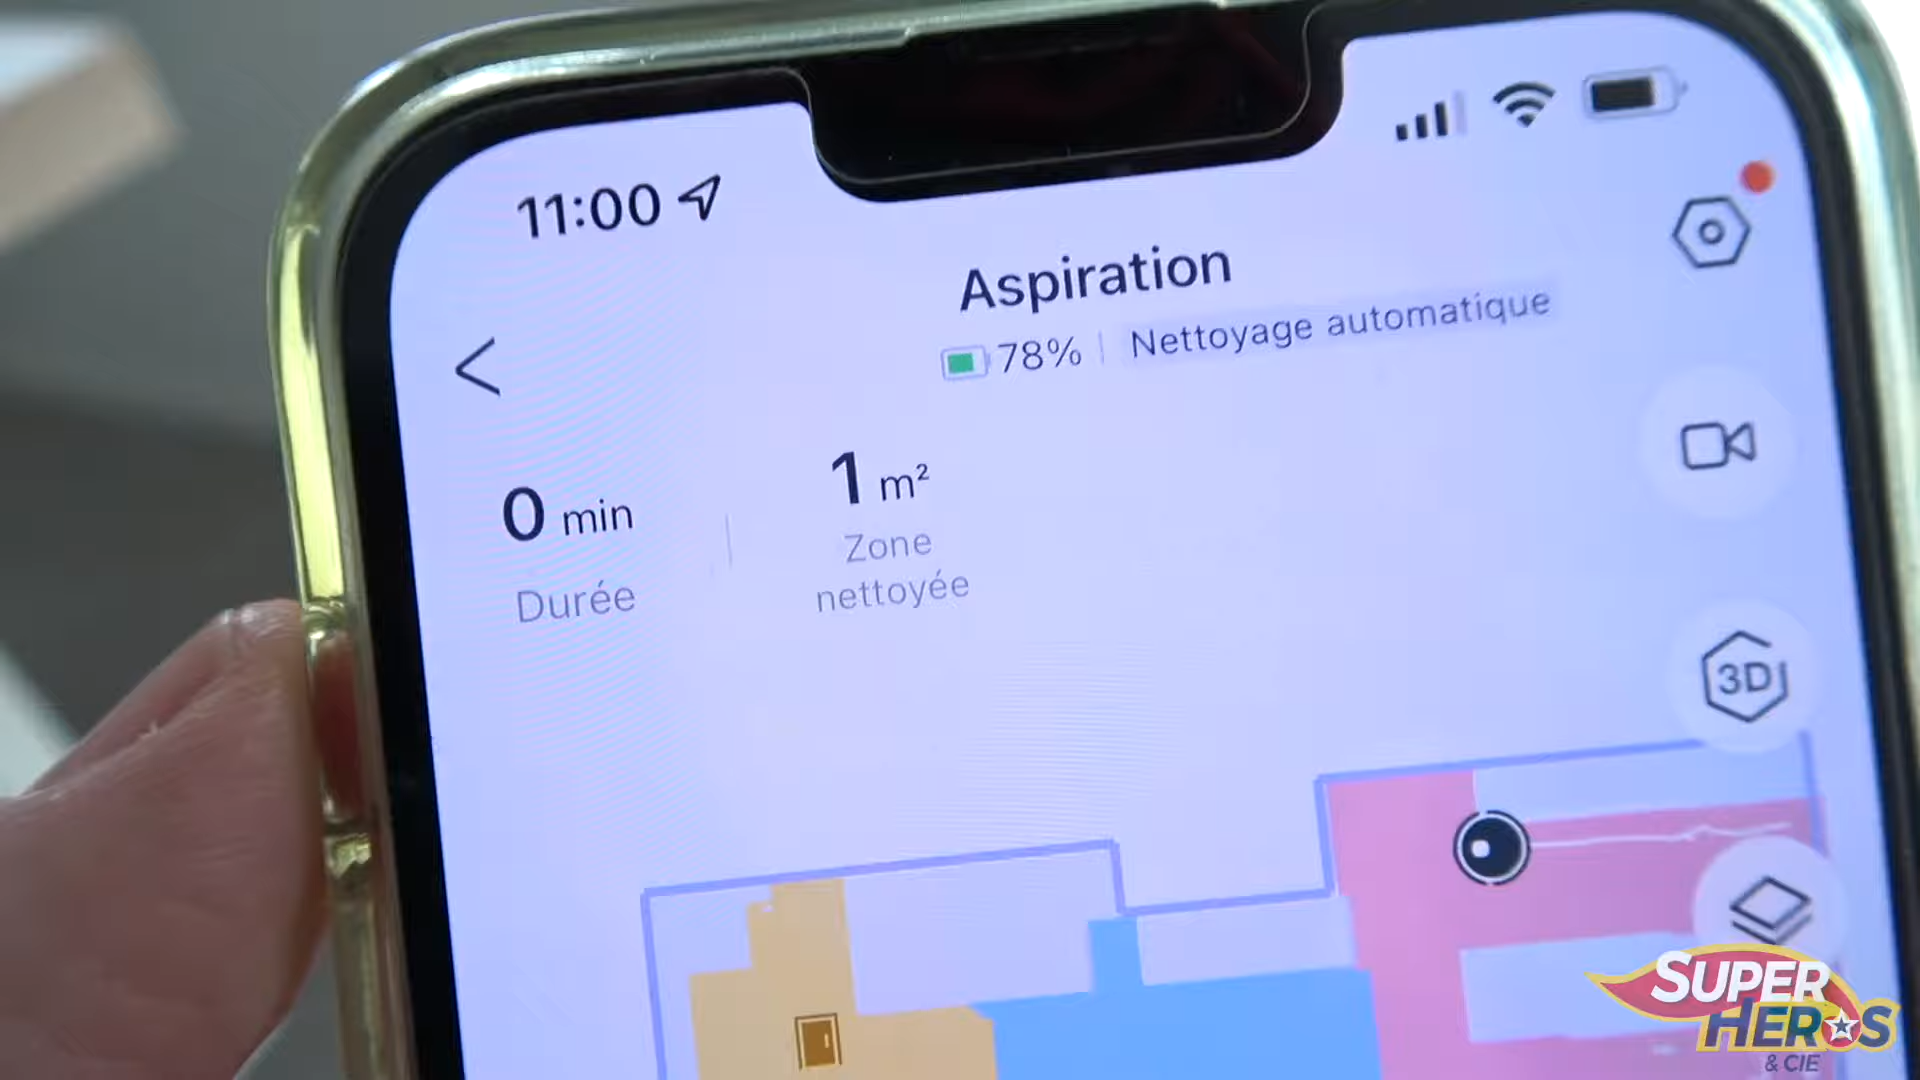 11:00
Aspiration
78% | Nettoyage automatique
0 min
Durée
1 m²
Zone
nettoyée
3D
SUPER
HEROS
& CIE